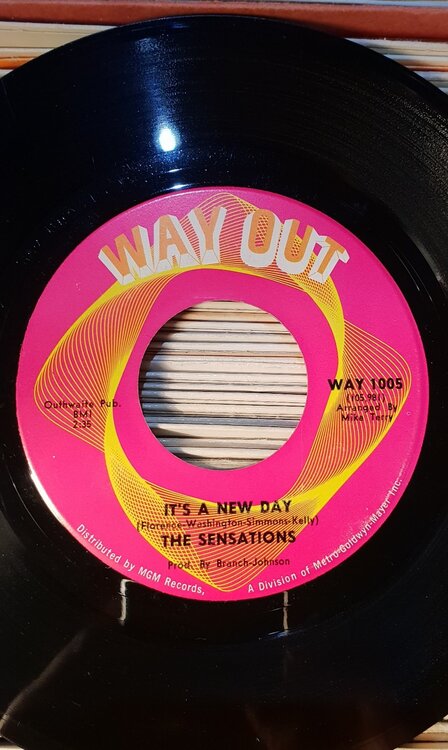 WAY OUT
WAY 1005
(105,981)
Arranged By
Mike Terry
Outhwaite Pub.
BMI
2:35
IT'S A NEW DAY
(Florence-Washington-Simmons-Kelly)
THE SENSATIONS
Prod. By Branch-Johnson
Distributed by MGM Records, A Division of Metro-Goldwyn-Mayer Inc.